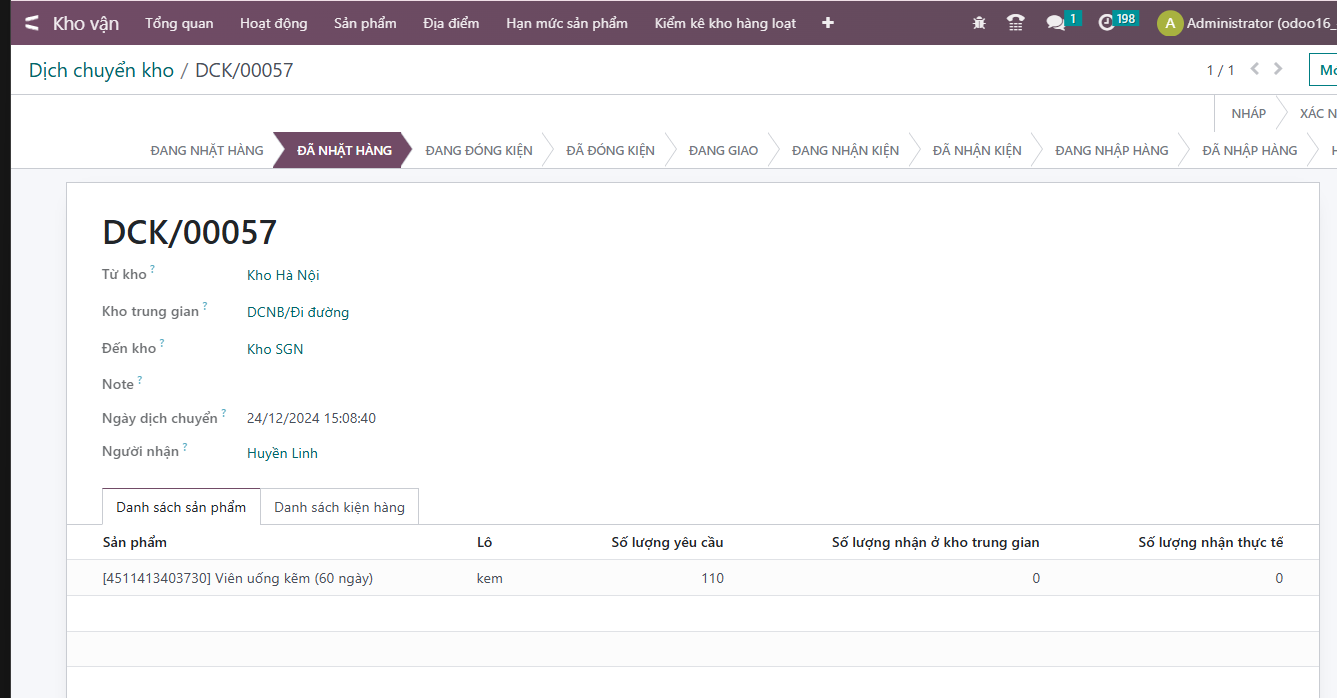 Kho vận Tổng quan Hoạt động Sản phẩm Địa điểm Hạn mức sản phẩm Kiểm kê kho hàng loạt + 1 198 A Administrator (odoo16_
Dịch chuyển kho / DCK/00057 1 / 1
NHÁP XÁC N
ĐANG NHẶT HÀNG ĐÃ NHẶT HÀNG ĐANG ĐÓNG KIỆN ĐÃ ĐÓNG KIỆN ĐANG GIAO ĐANG NHẬN KIỆN ĐÃ NHẬN KIỆN ĐANG NHẬP HÀNG ĐÃ NHẬP HÀNG
DCK/00057
Từ kho ? Kho Hà Nội
Kho trung gian ? DCNB/Đi đường
Đến kho ? Kho SGN
Note ?
Ngày dịch chuyển ? 24/12/2024 15:08:40
Người nhận ? Huyền Linh
Danh sách sản phẩm Danh sách kiện hàng
Sản phẩm Lô Số lượng yêu cầu Số lượng nhận ở kho trung gian Số lượng nhận thực tế
[4511413403730] Viên uống kẽm (60 ngày) kem 110 0 0